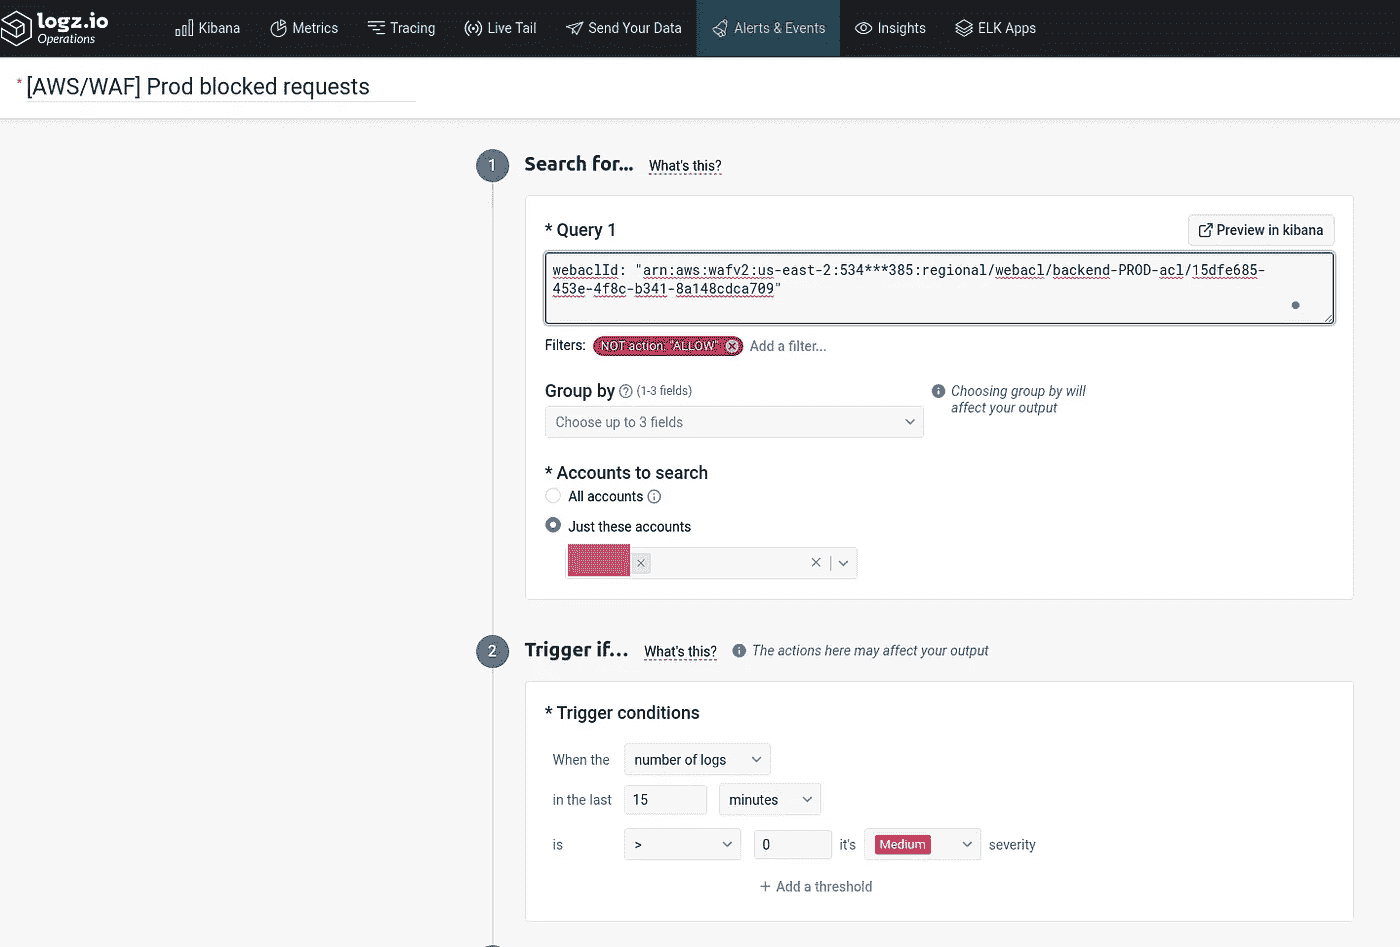 logz.io
Operations
Kibana
Metrics
Tracing
Live Tail
Send Your Data
Alerts & Events
Insights
ELK Apps
* [AWS/WAF] Prod blocked requests
1
Search for...
What's this?
* Query 1
Preview in kibana
webaclId: "arn:aws:wafv2:us-east-2:534***385:regional/webacl/backend-PROD-acl/15dfe685-
453e-4f8c-b341-8a148cdca709"
Filters:
NOT action: "ALLOW"
Add a filter...
Group by
(1-3 fields)
Choosing group by will
affect your output
Choose up to 3 fields
* Accounts to search
All accounts
Just these accounts
2
Trigger if...
What's this?
The actions here may affect your output
* Trigger conditions
When the
number of logs
in the last
15
minutes
is
>
0
it's
Medium
severity
+ Add a threshold